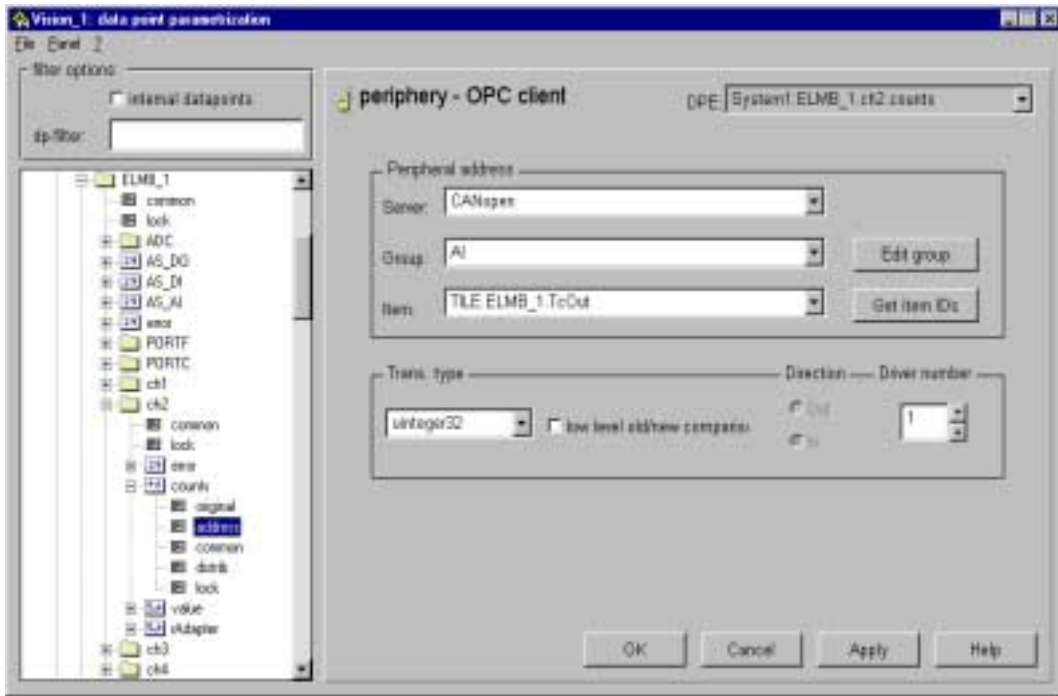 Vision_1: data point parametrization
File Panel ?
filter options:
internal datapoints
dp-filter:
ELMB_1
common
lock
ADC
AS_DO
AS_DI
AS_AI
error
PORTF
PORTC
ch1
ch2
common
lock
error
counts
original
address
common
distrib
lock
value
rAdapter
ch3
ch4
periphery - OPC client
DPE: System1:ELMB_1.ch2.counts
Peripheral address
Server: CANopen
Group: AI
Edit group
Item: TILE.ELMB_1.TcOut
Get item IDs
Trans. type
Direction
Driver number
uinteger32
low level old/new comparis
Out
In
1
OK
Cancel
Apply
Help